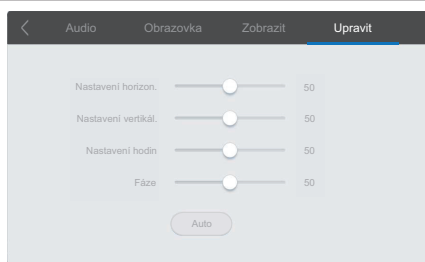 Audio Obrazovka Zobrazit Upravit
Nastavení horizon. 50
Nastavení vertikál. 50
Nastavení hodin 50
Fáze 50
Auto